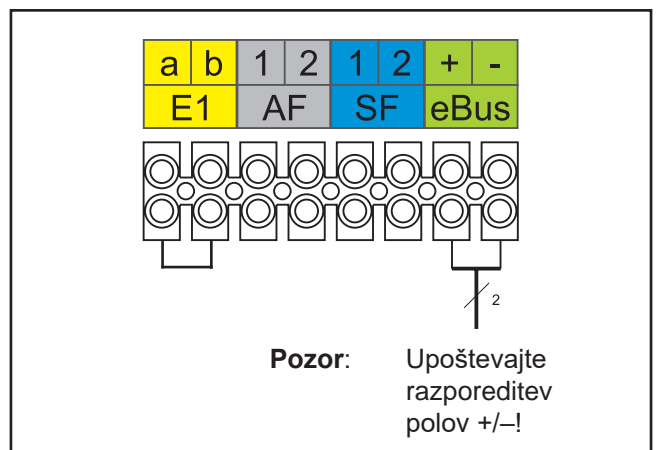 a b 1 2 1 2 + -
E1 AF SF eBus
2
Pozor: Upoštevajte
razporeditev
polov +/–!